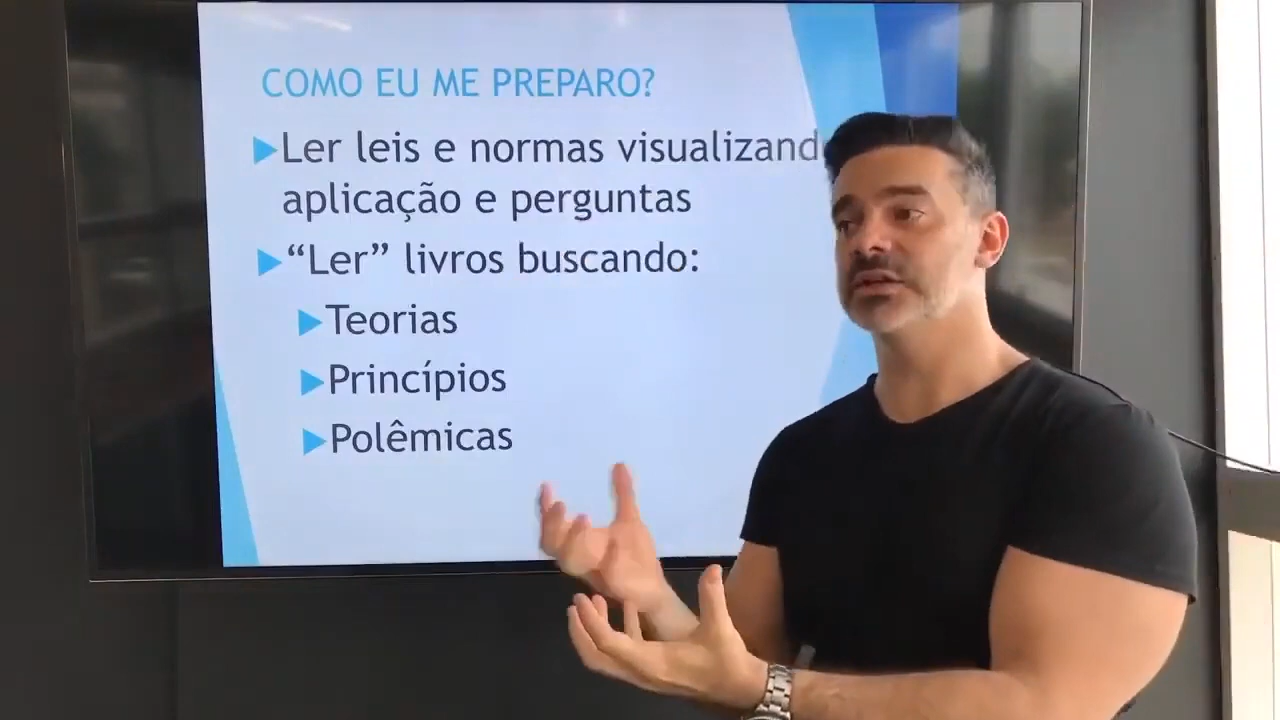 COMO EU ME PREPARO?
Ler leis e normas visualizand
aplicação e perguntas
“Ler” livros buscando:
Teorias
Princípios
Polêmicas